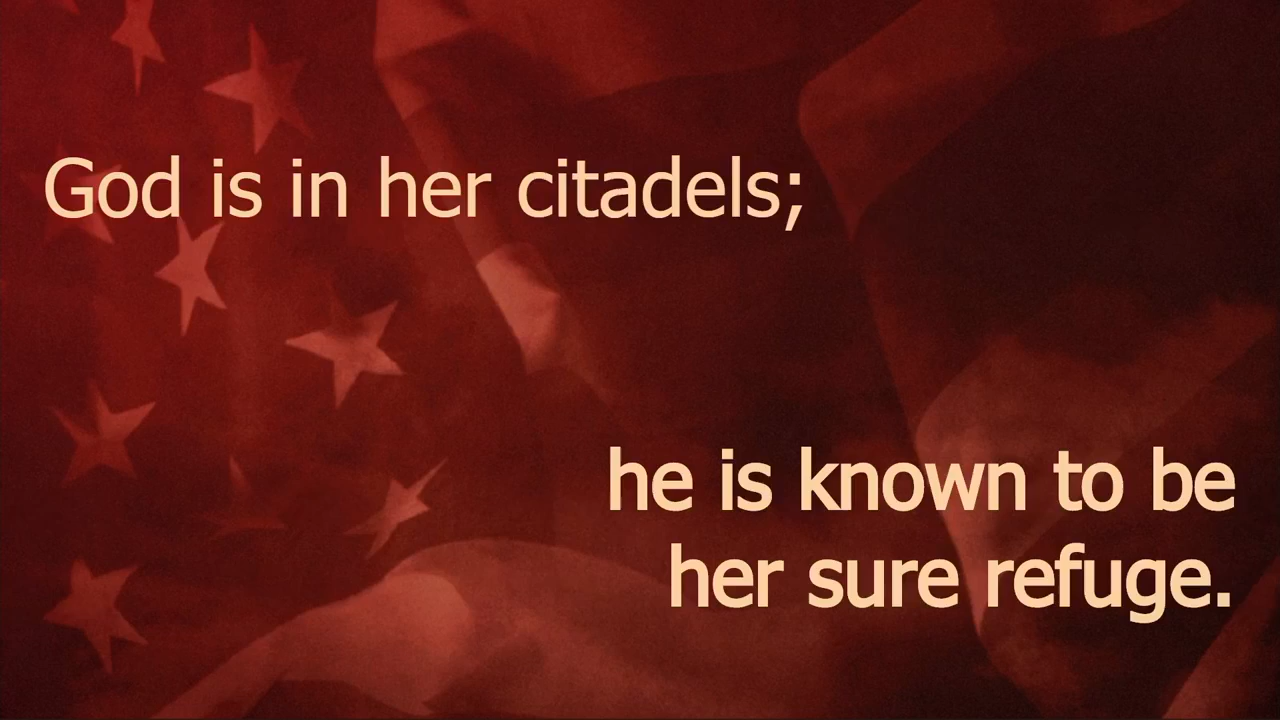 God is in her citadels;
he is known to be
her sure refuge.